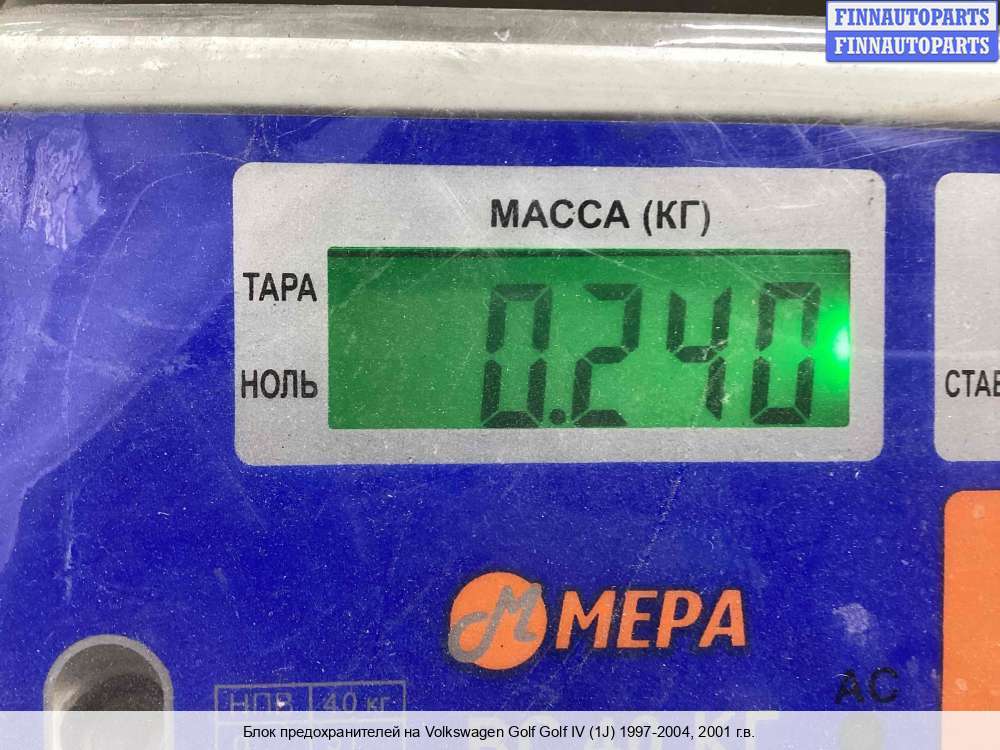 FINNAUTOPARTS
FINNAUTOPARTS
МАССА (КГ)
ТАРА
0.240
НОЛЬ
СТАВ
М МЕРА
АС
НПВ 40 кг
Блок предохранителей на Volkswagen Golf Golf IV (1J) 1997-2004, 2001 г.в.